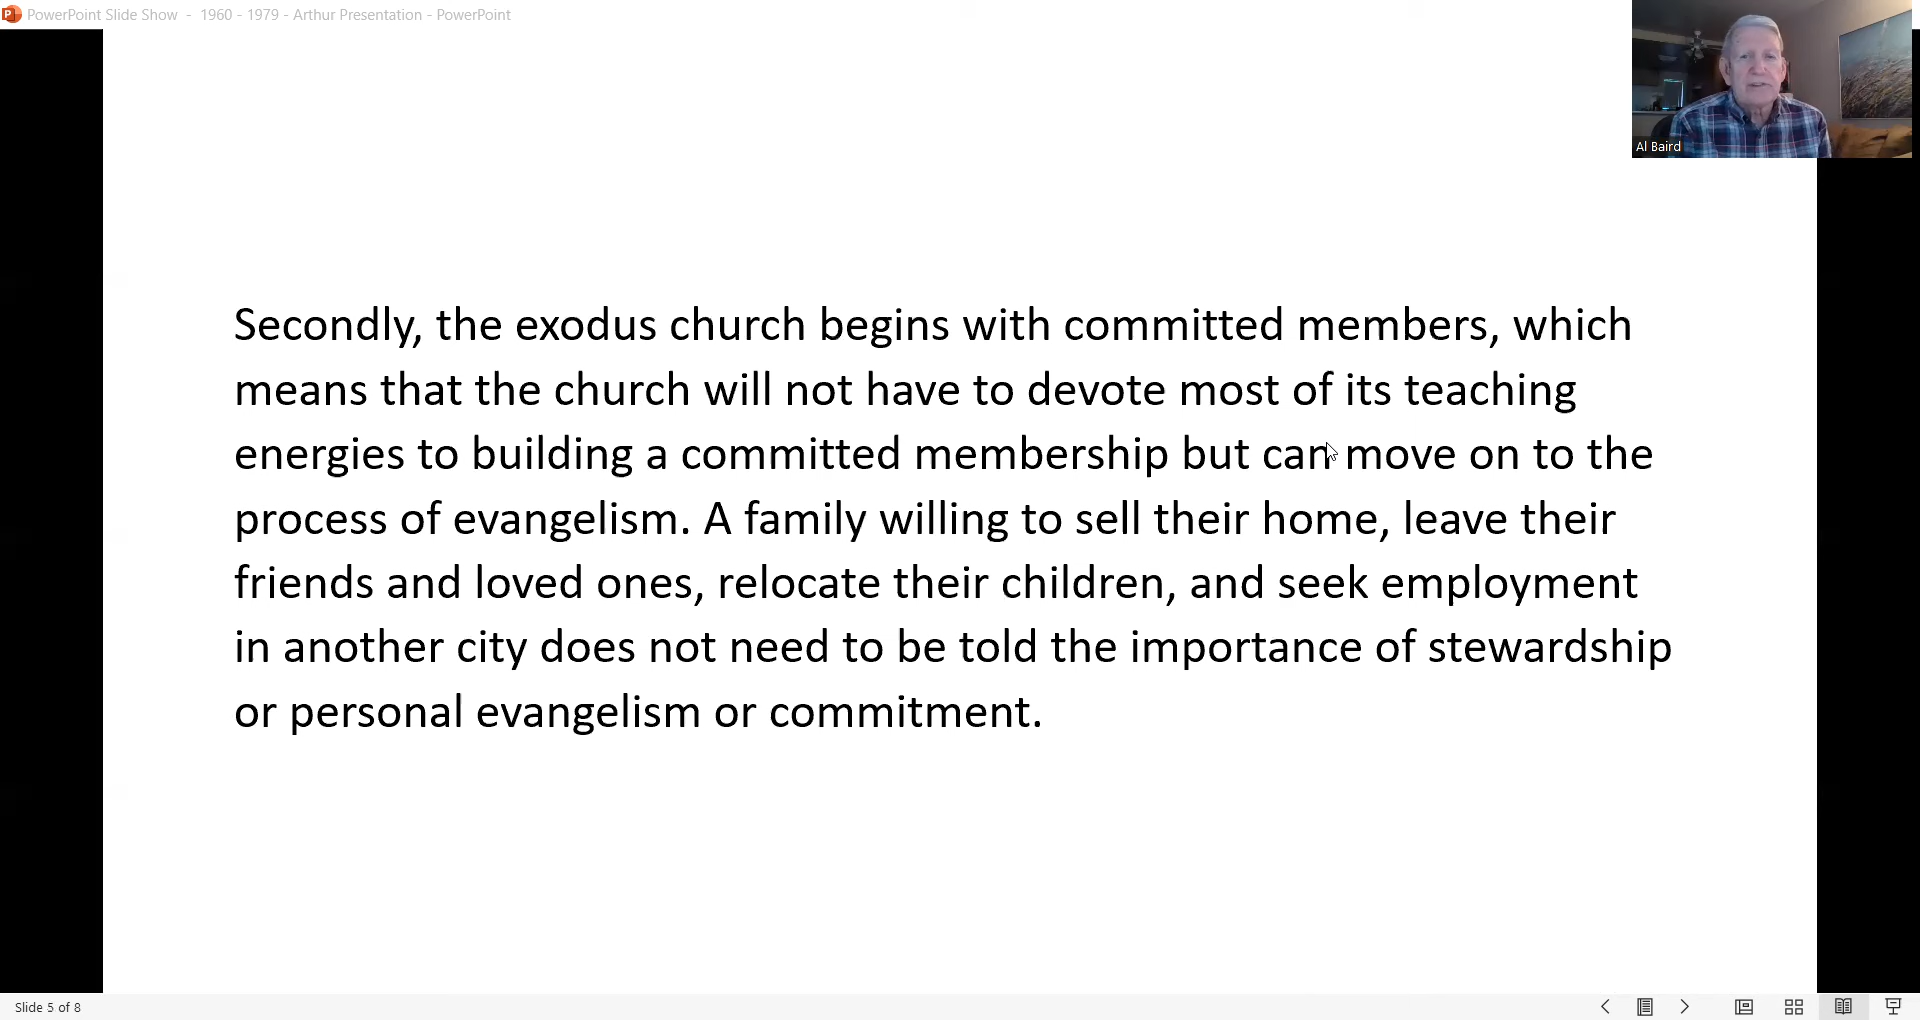 PowerPoint Slide Show - 1960 - 1979 - Arthur Presentation - PowerPoint
Al Baird
Secondly, the exodus church begins with committed members, which
means that the church will not have to devote most of its teaching
energies to building a committed membership but can move on to the
process of evangelism. A family willing to sell their home, leave their
friends and loved ones, relocate their children, and seek employment
in another city does not need to be told the importance of stewardship
or personal evangelism or commitment.
Slide 5 of 8